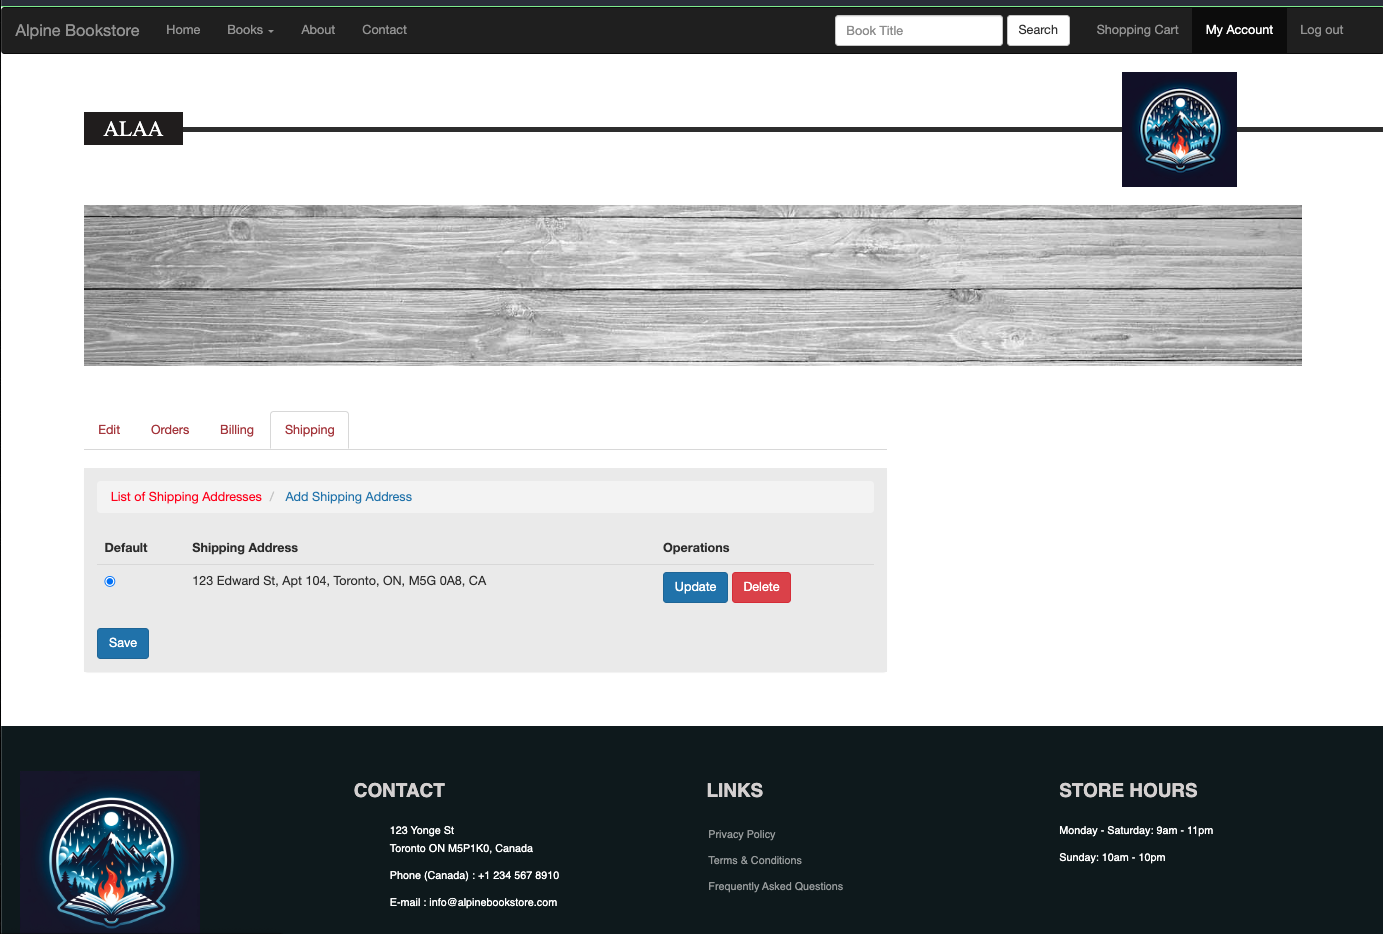 Alpine Bookstore Home Books About Contact Book Title Search Shopping Cart My Account Log out
ALAA
Edit Orders Billing Shipping
List of Shipping Addresses / Add Shipping Address
Default Shipping Address Operations
123 Edward St, Apt 104, Toronto, ON, M5G 0A8, CA Update Delete
Save
CONTACT
123 Yonge St
Toronto ON M5P1K0, Canada
Phone (Canada) : +1 234 567 8910
E-mail : info@alpinebookstore.com
LINKS
Privacy Policy
Terms & Conditions
Frequently Asked Questions
STORE HOURS
Monday - Saturday: 9am - 11pm
Sunday: 10am - 10pm